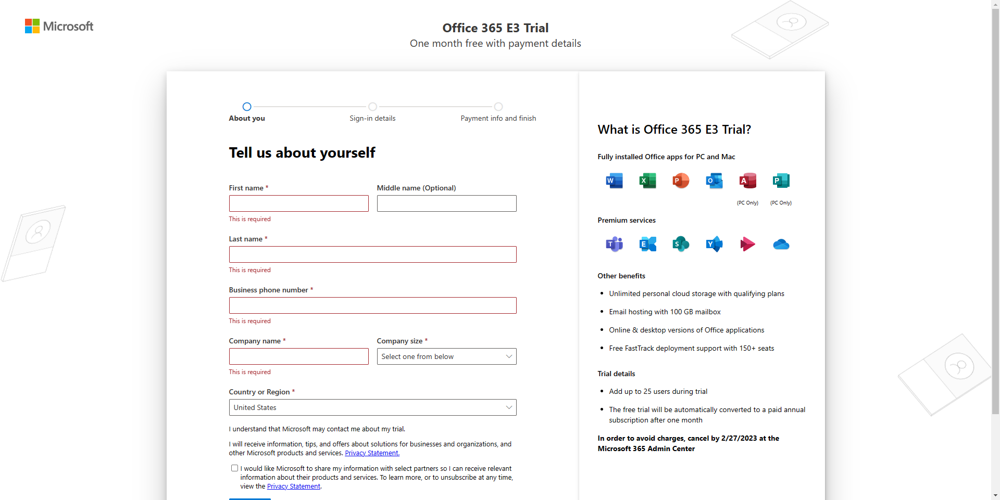 Microsoft
Office 365 E3 Trial
One month free with payment details
About you
Sign-in details
Payment info and finish
Tell us about yourself
First name *
Middle name (Optional)
This is required
Last name *
This is required
Business phone number *
This is required
Company name *
Company size *
Select one from below
This is required
Country or Region *
United States
I understand that Microsoft may contact me about my trial.
I will receive information, tips, and offers about solutions for businesses and organizations, and
other Microsoft products and services. Privacy Statement.
I would like Microsoft to share my information with select partners so I can receive relevant
information about their products and services. To learn more, or to unsubscribe at any time,
view the Privacy Statement.
What is Office 365 E3 Trial?
Fully installed Office apps for PC and Mac
W X P O A P
(PC Only) (PC Only)
Premium services
T E S Y
Other benefits
• Unlimited personal cloud storage with qualifying plans
• Email hosting with 100 GB mailbox
• Online & desktop versions of Office applications
• Free FastTrack deployment support with 150+ seats
Trial details
• Add up to 25 users during trial
• The free trial will be automatically converted to a paid annual
subscription after one month
In order to avoid charges, cancel by 2/27/2023 at the
Microsoft 365 Admin Center